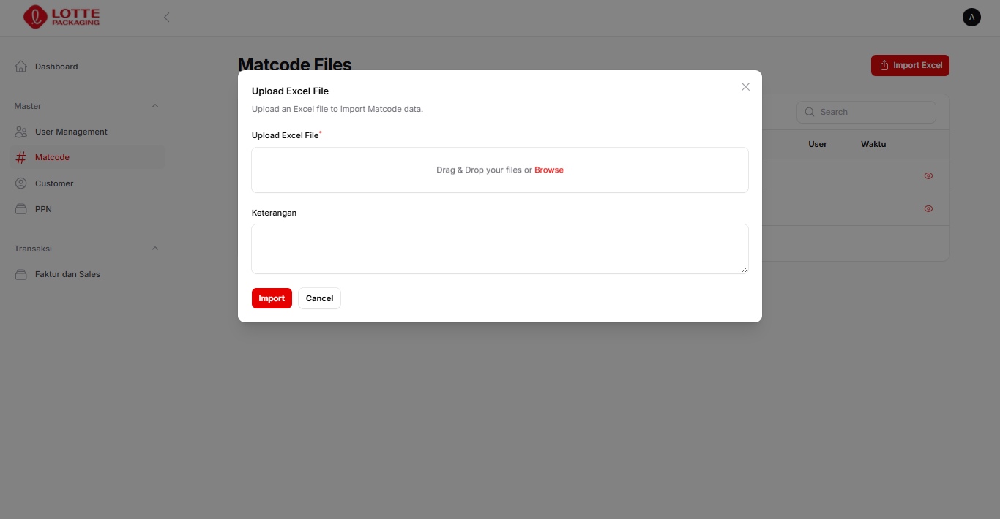 LOTTE
PACKAGING
A
Dashboard
Master
User Management
Matcode
Customer
PPN
Transaksi
Faktur dan Sales
Matcode Files
Import Excel
Search
User Waktu
Upload Excel File
Upload an Excel file to import Matcode data.
Upload Excel File*
Drag & Drop your files or Browse
Keterangan
Import Cancel